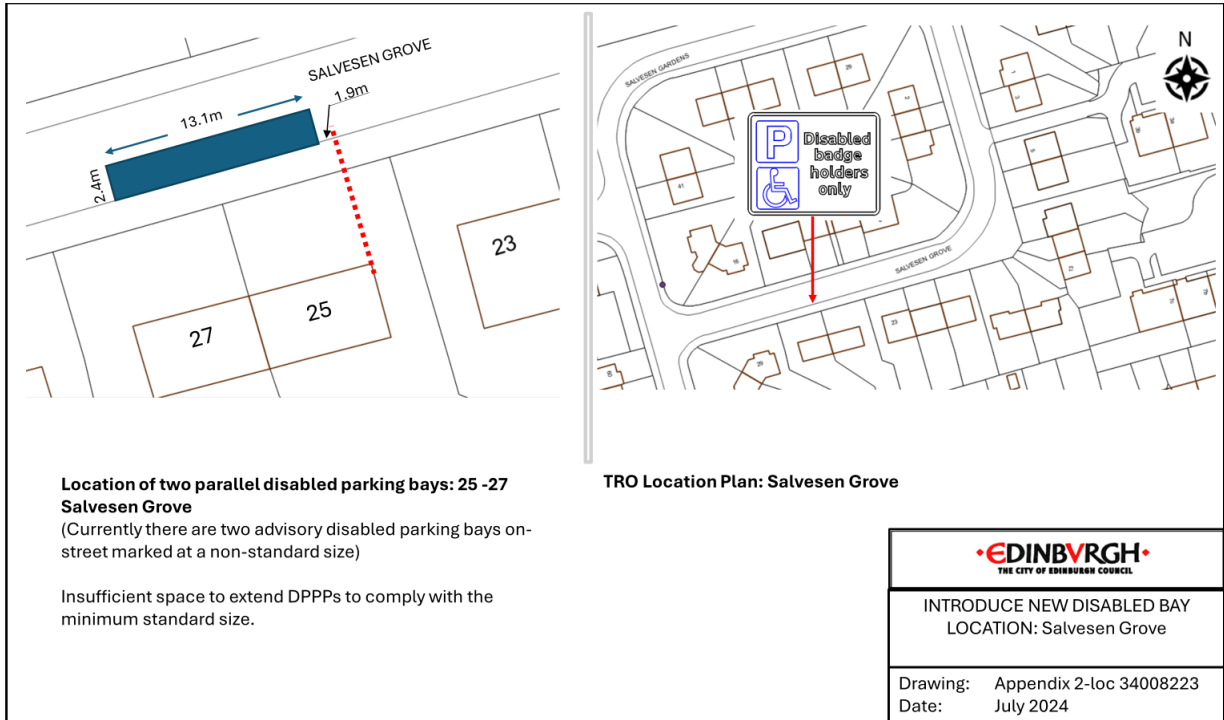 SALVESEN GROVE
1.9m
13.1m
2.4m
23
25
27
Location of two parallel disabled parking bays: 25 -27
Salvesen Grove
(Currently there are two advisory disabled parking bays on-
street marked at a non-standard size)
Insufficient space to extend DPPPs to comply with the
minimum standard size.
N
SALVESEN GARDENS
29
41
P
Disabled
badge
holders
only
16
SALVESEN GROVE
23
TRO Location Plan: Salvesen Grove
EDINBVRGH
THE CITY OF EDINBURGH COUNCIL
INTRODUCE NEW DISABLED BAY
LOCATION: Salvesen Grove
Drawing: Appendix 2-loc 34008223
Date: July 2024